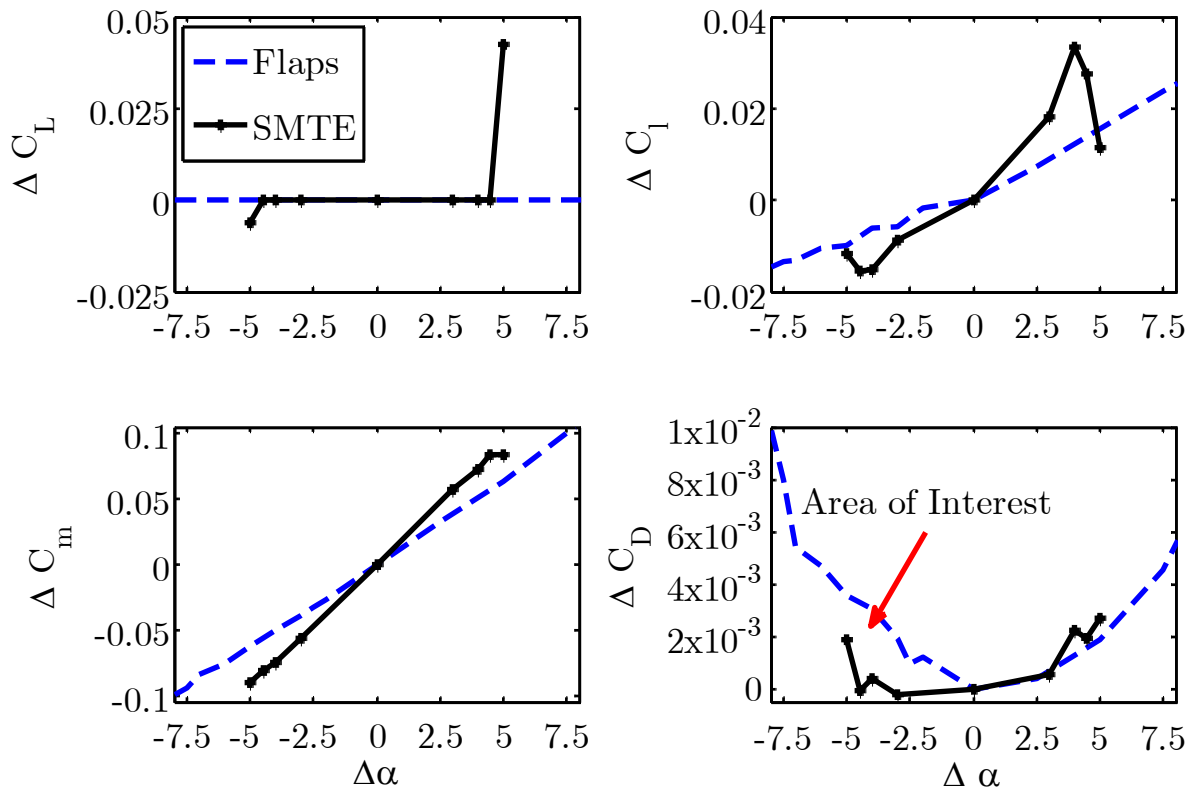 0.05
0.025
0
-0.025
Δ C_L
Flaps
SMTE
-7.5 -5 -2.5 0 2.5 5 7.5
0.04
0.02
0
-0.02
Δ C_l
-7.5 -5 -2.5 0 2.5 5 7.5
0.1
0.05
0
-0.05
-0.1
Δ C_m
-7.5 -5 -2.5 0 2.5 5 7.5
Δα
1x10^-2
8x10^-3
6x10^-3
4x10^-3
2x10^-3
0
Δ C_D
Area of Interest
-7.5 -5 -2.5 0 2.5 5 7.5
Δ α